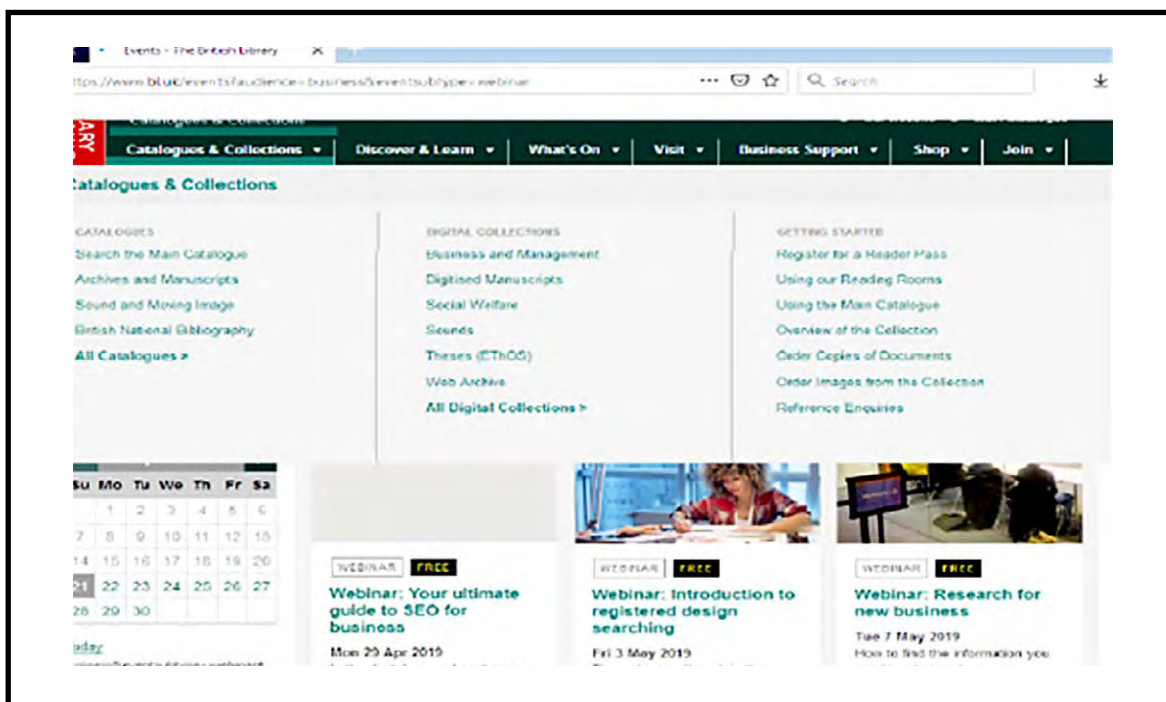 Events - The British Library
https://www.bl.uk/events?audience=business&eventsubtype=webinar
Search
Catalogues & Collections
Catalogues & Collections
Discover & Learn
What's On
Visit
Business Support
Shop
Join
Catalogues & Collections
CATALOGUES
Search the Main Catalogue
Archives and Manuscripts
Sound and Moving Image
British National Bibliography
All Catalogues >
DIGITAL COLLECTIONS
Business and Management
Digitised Manuscripts
Social Welfare
Sounds
Theses (EThOS)
Web Archive
All Digital Collections >
GETTING STARTED
Register for a Reader Pass
Using our Reading Rooms
Using the Main Catalogue
Overview of the Collection
Order Copies of Documents
Order Images from the Collection
Reference Enquiries
Su Mo Tu We Th Fr Sa
1 2 3 4 5 6
7 8 9 10 11 12 13
14 15 16 17 18 19 20
21 22 23 24 25 26 27
28 29 30
Today
WEBINAR FREE
Webinar: Your ultimate
guide to SEO for
business
Mon 29 Apr 2019
WEBINAR FREE
Webinar: Introduction to
registered design
searching
Fri 3 May 2019
WEBINAR FREE
Webinar: Research for
new business
Tue 7 May 2019
How to find the information you